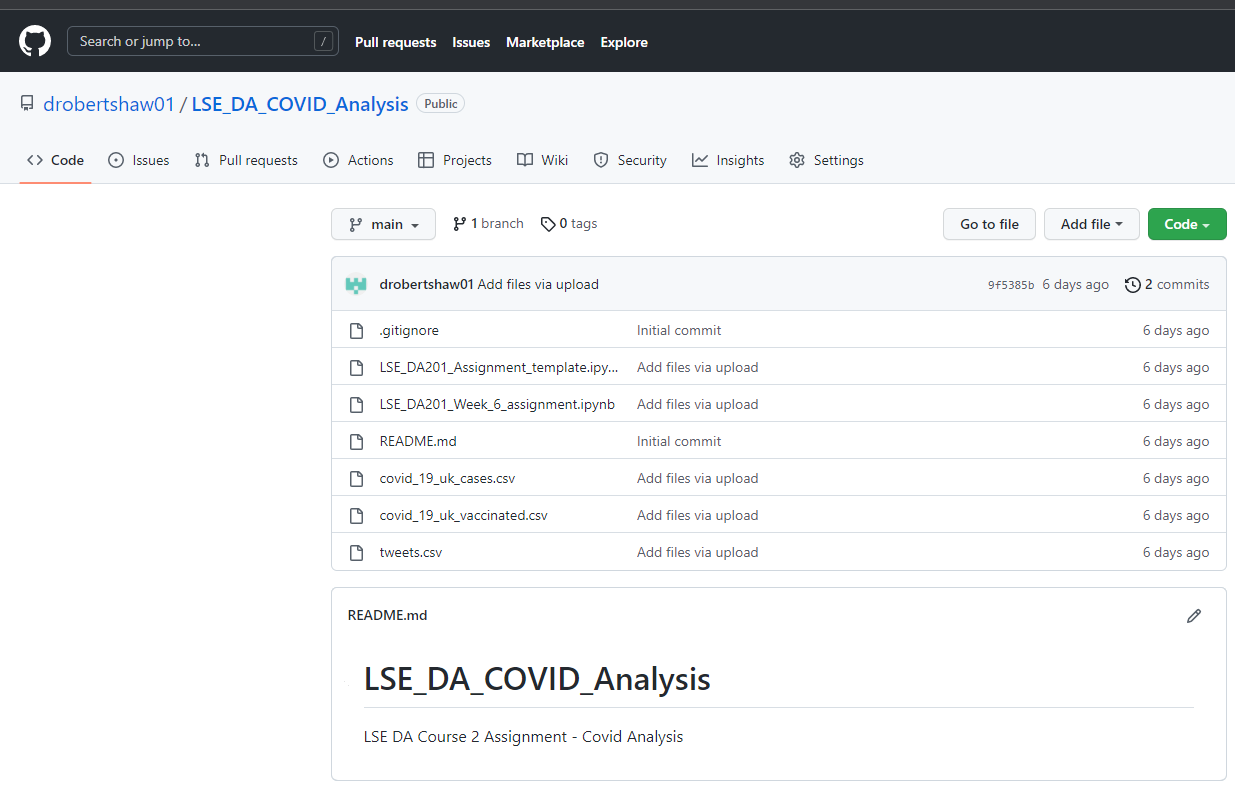 Search or jump to... /
Pull requests Issues Marketplace Explore
drobertshaw01 / LSE_DA_COVID_Analysis Public
Code Issues Pull requests Actions Projects Wiki Security Insights Settings
main 1 branch 0 tags Go to file Add file Code
drobertshaw01 Add files via upload 9f5385b 6 days ago 2 commits
.gitignore Initial commit 6 days ago
LSE_DA201_Assignment_template.ipy... Add files via upload 6 days ago
LSE_DA201_Week_6_assignment.ipynb Add files via upload 6 days ago
README.md Initial commit 6 days ago
covid_19_uk_cases.csv Add files via upload 6 days ago
covid_19_uk_vaccinated.csv Add files via upload 6 days ago
tweets.csv Add files via upload 6 days ago
README.md
LSE_DA_COVID_Analysis
LSE DA Course 2 Assignment - Covid Analysis